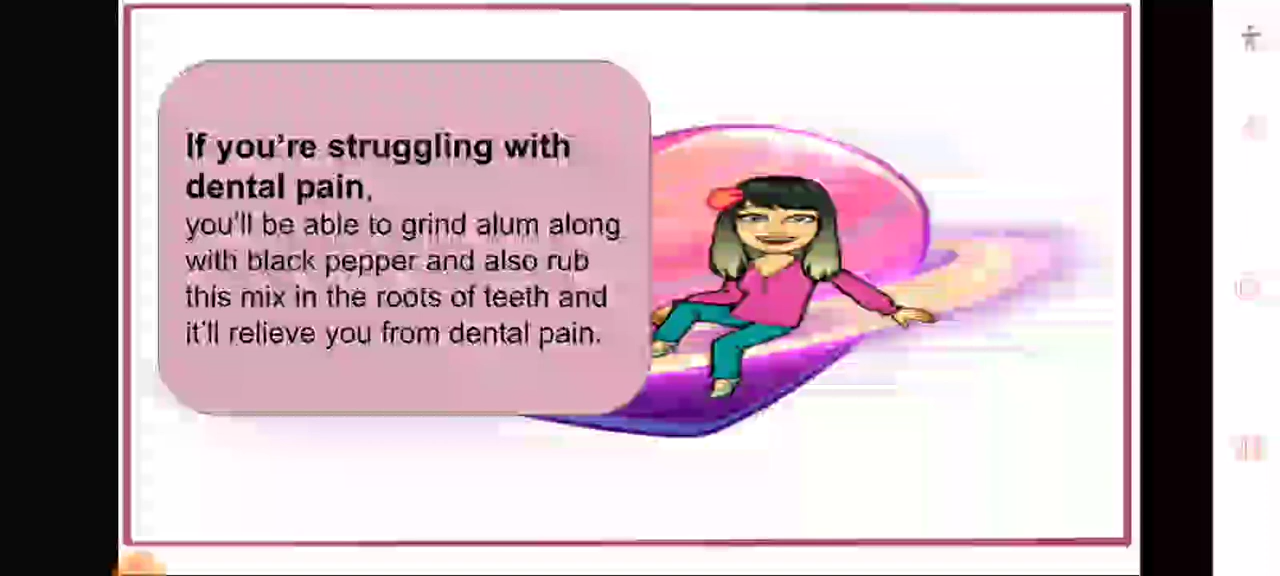 If you're struggling with
dental pain,
you'll be able to grind alum along
with black pepper and also rub
this mix in the roots of teeth and
it'll relieve you from dental pain.